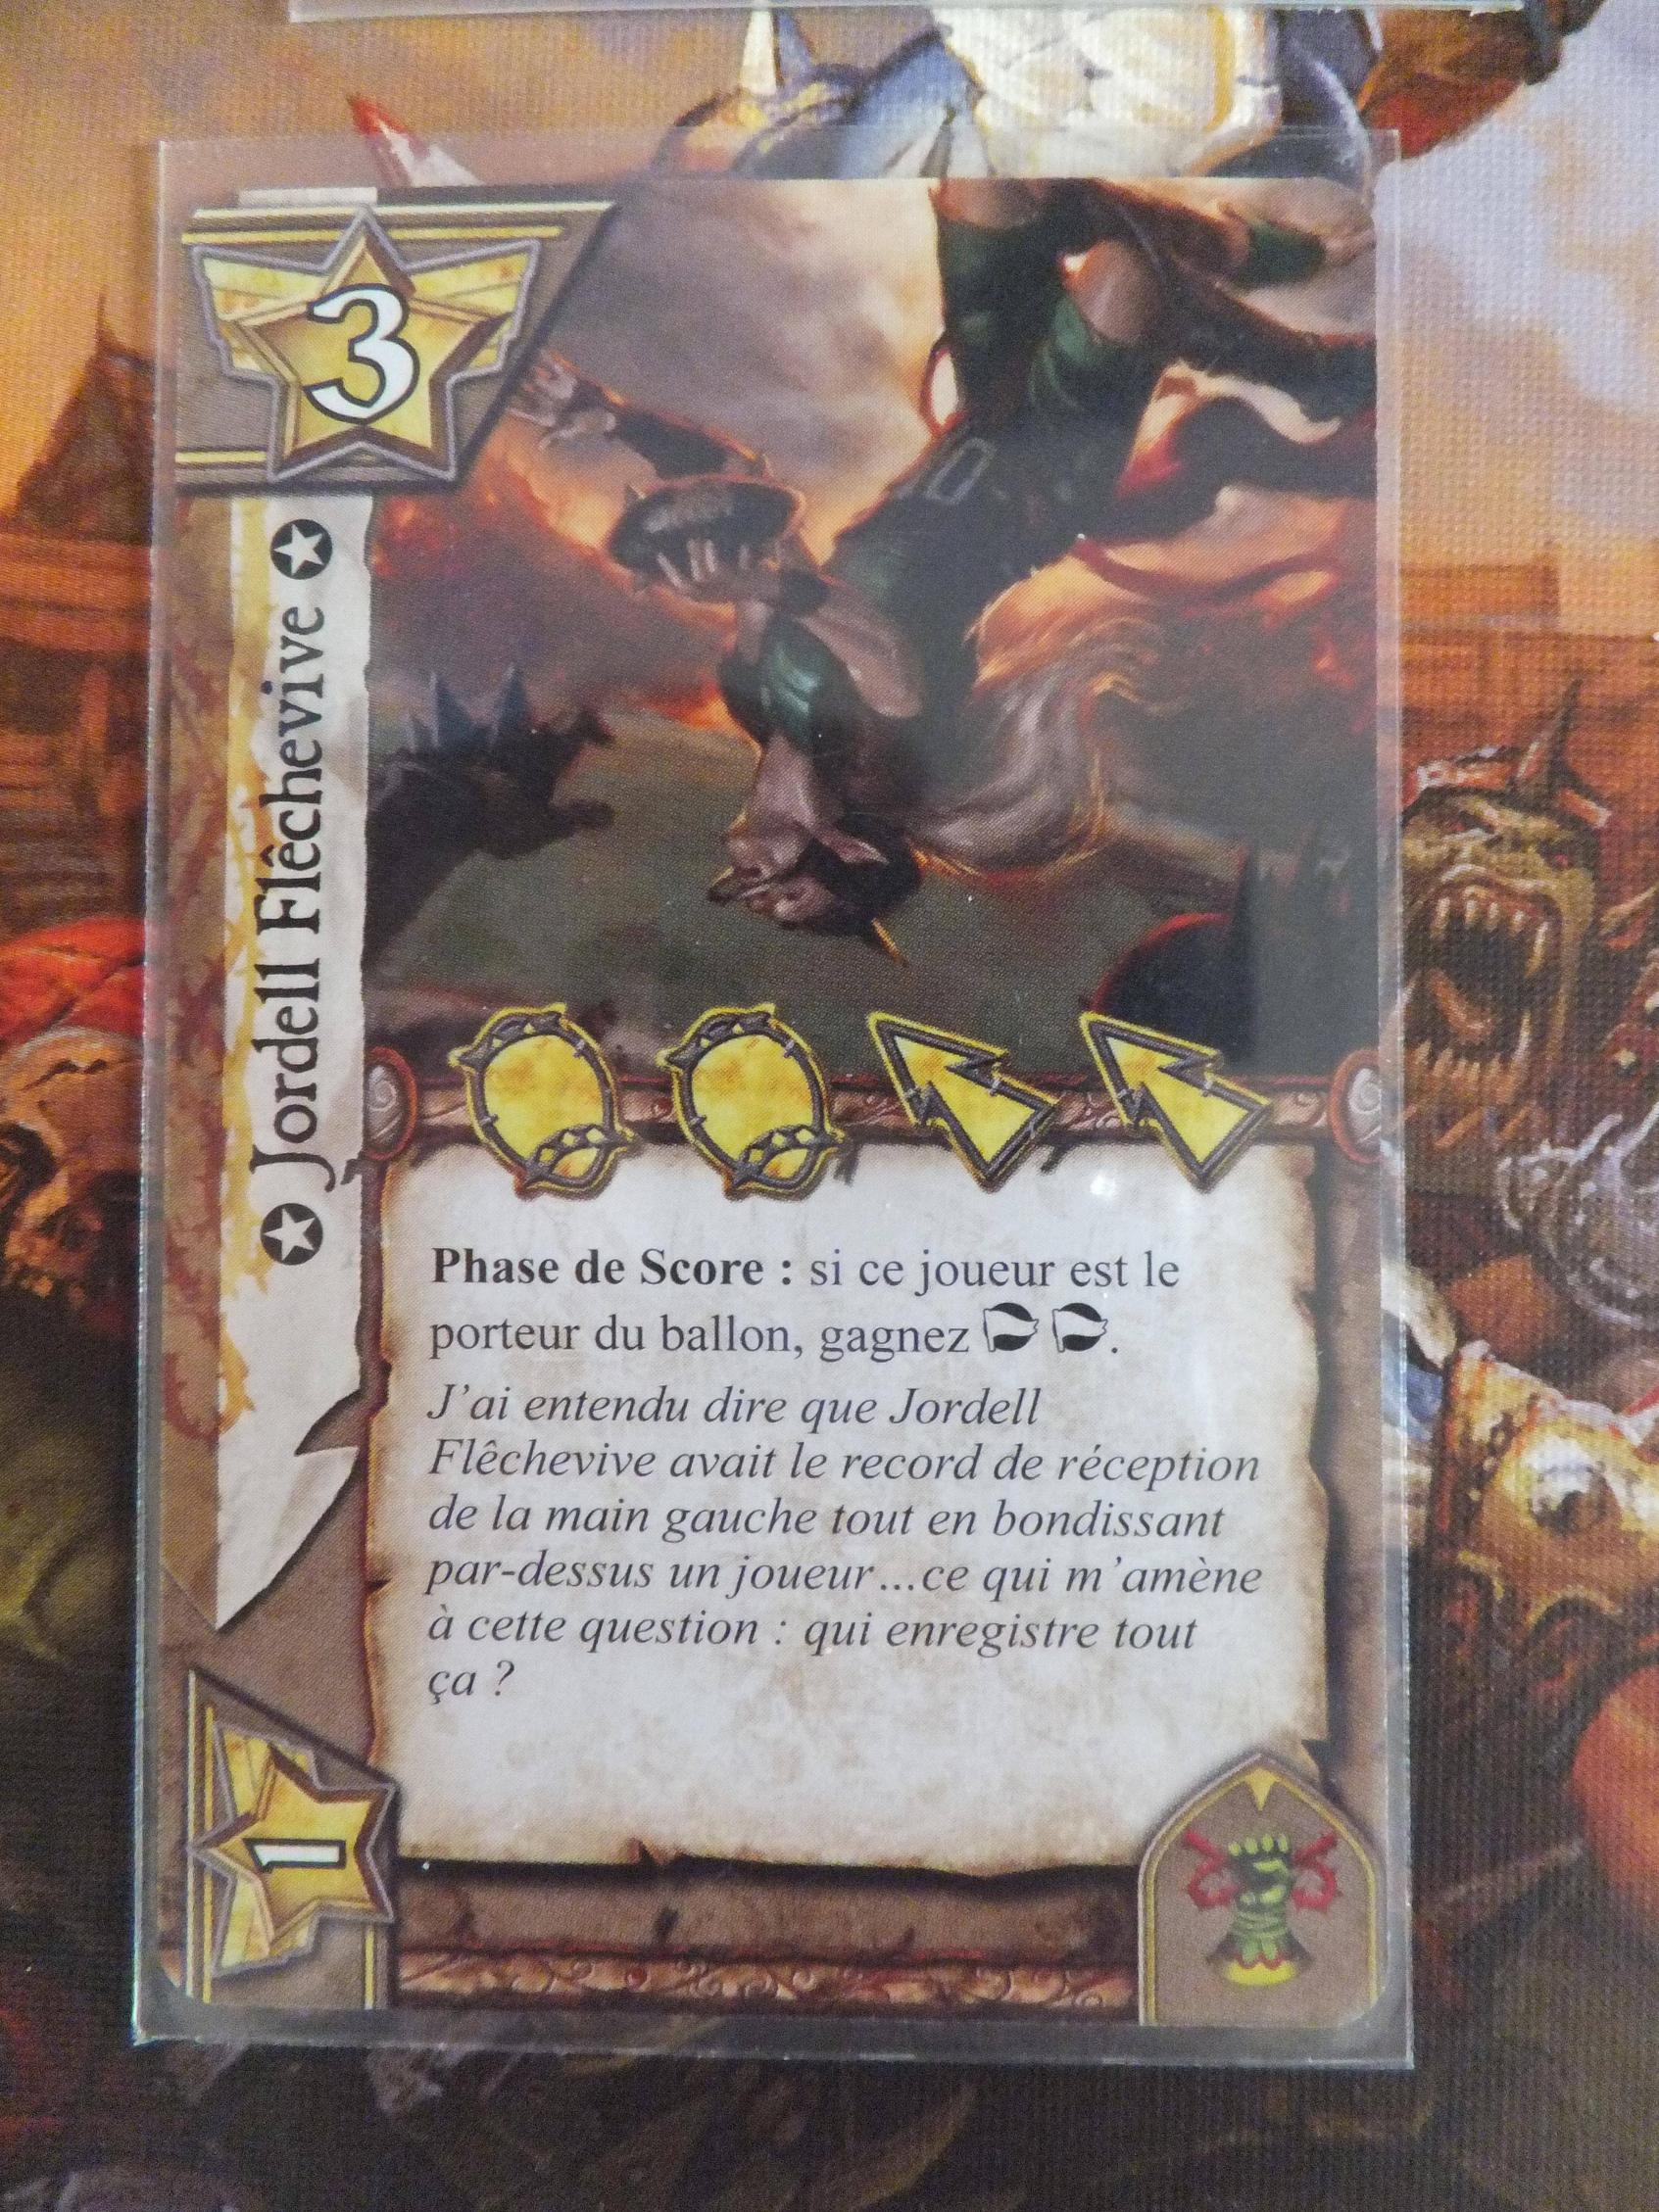 3
Jordell Flêchevive
Phase de Score : si ce joueur est le
porteur du ballon, gagnez
J'ai entendu dire que Jordell
Flêchevive avait le record de réception
de la main gauche tout en bondissant
par-dessus un joueur...ce qui m'amène
à cette question : qui enregistre tout
ça ?
1